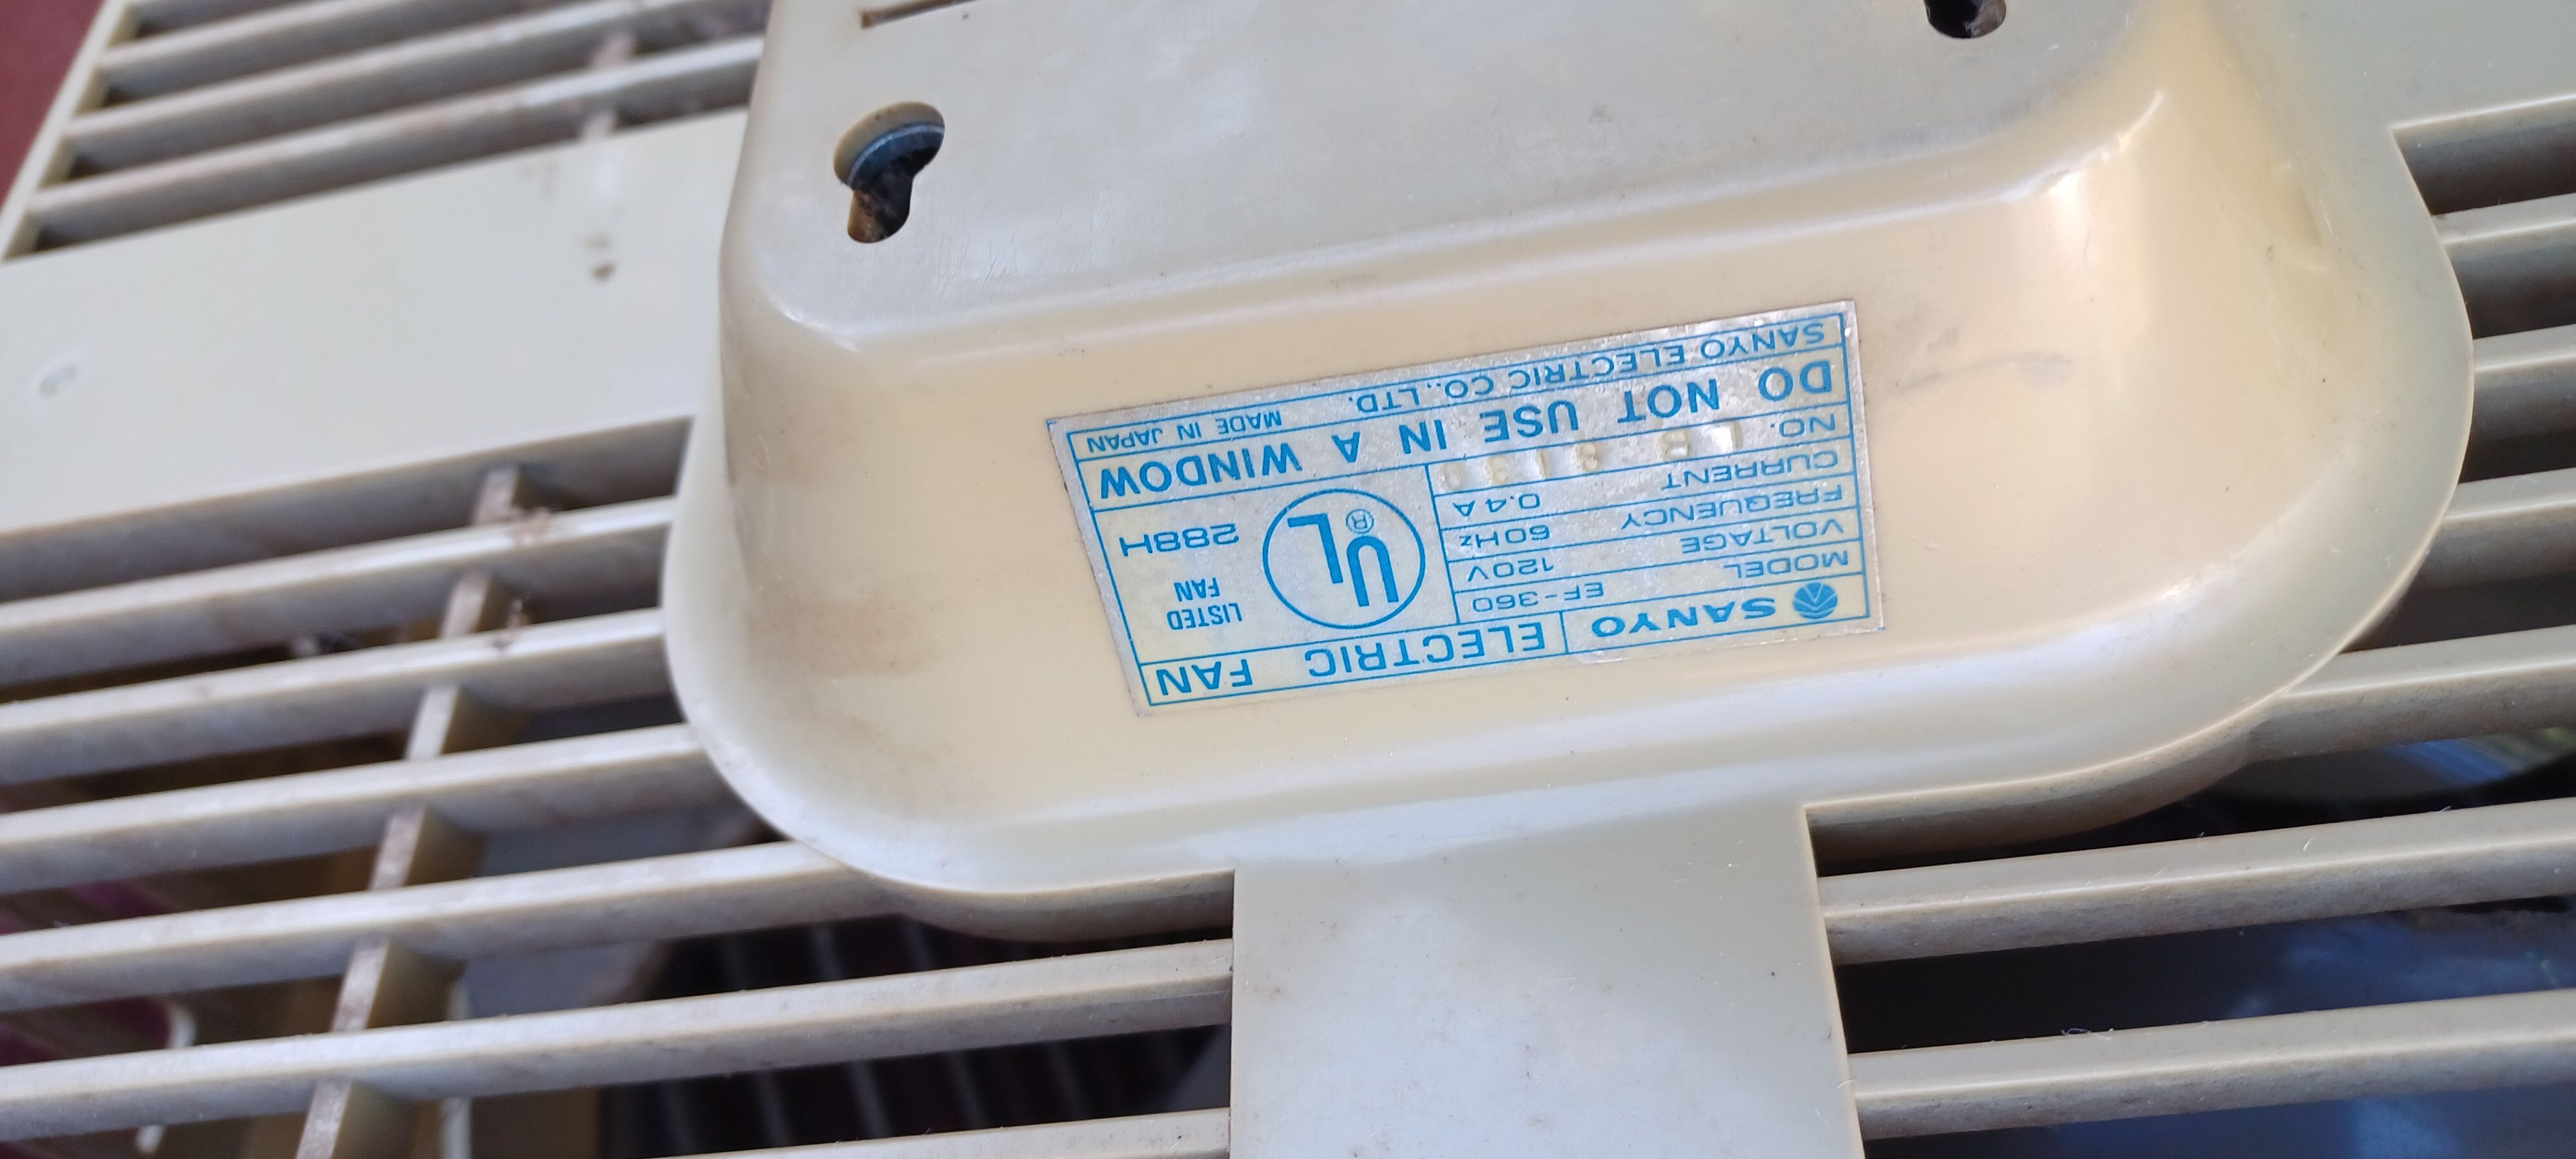 SANYO ELECTRIC FAN
MODEL EF-360
VOLTAGE 120V
FREQUENCY 60Hz
CURRENT 0.4A
NO.
UL®
LISTED
FAN
288H
DO NOT USE IN A WINDOW
SANYO ELECTRIC CO., LTD. MADE IN JAPAN